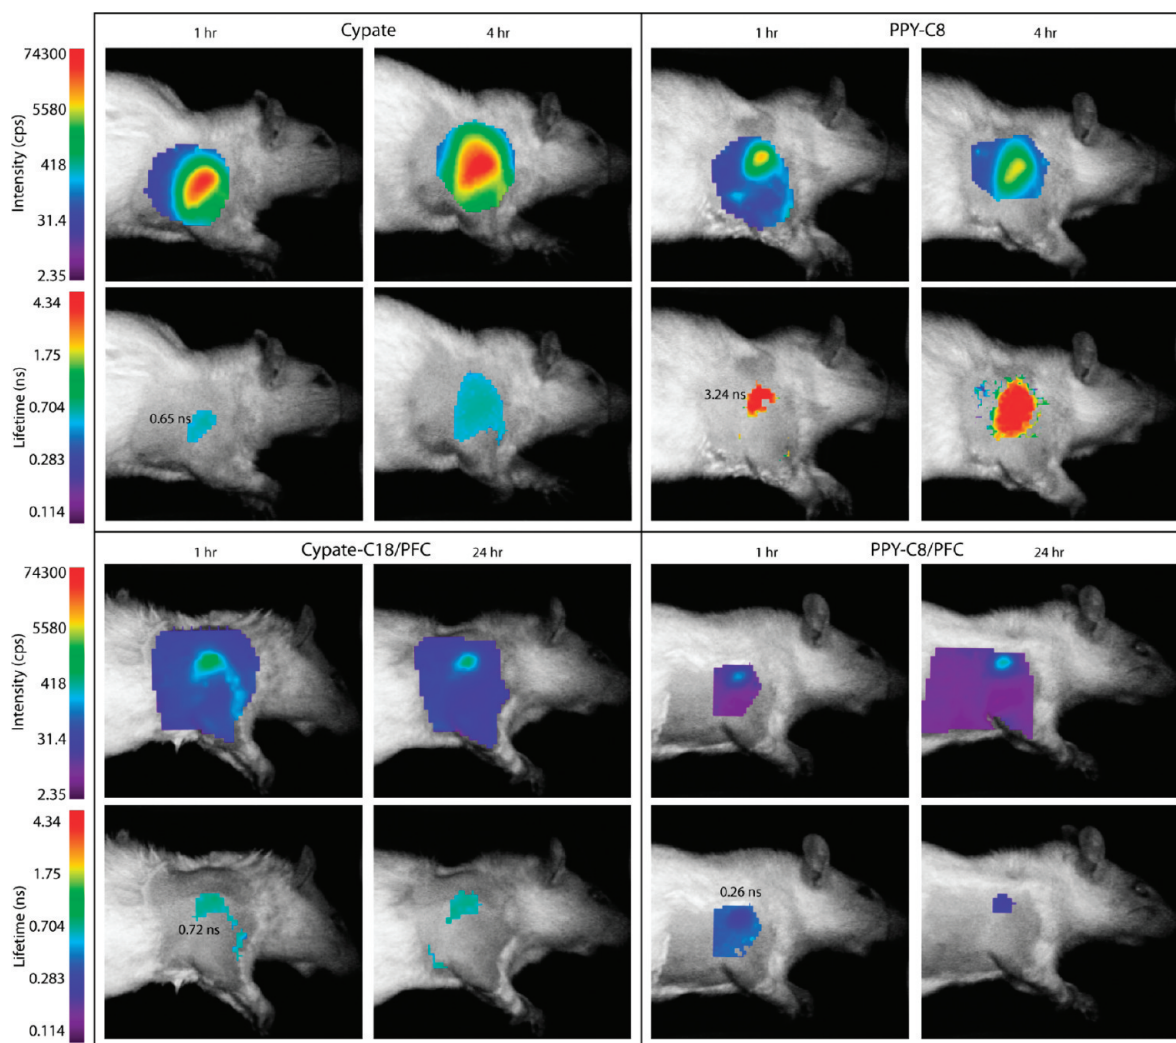 Cypate
PPY-C8
1 hr
4 hr
1 hr
4 hr
Intensity (cps)
74300
5580
418
31.4
2.35
Lifetime (ns)
4.34
1.75
0.704
0.283
0.114
0.65 ns
3.24 ns
Cypate-C18/PFC
PPY-C8/PFC
1 hr
24 hr
1 hr
24 hr
Intensity (cps)
74300
5580
418
31.4
2.35
Lifetime (ns)
4.34
1.75
0.704
0.283
0.114
0.72 ns
0.26 ns